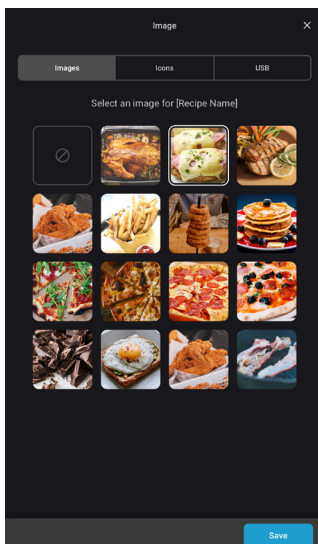 Image
Images
Icons
USB
Select an image for [Recipe Name]
Save